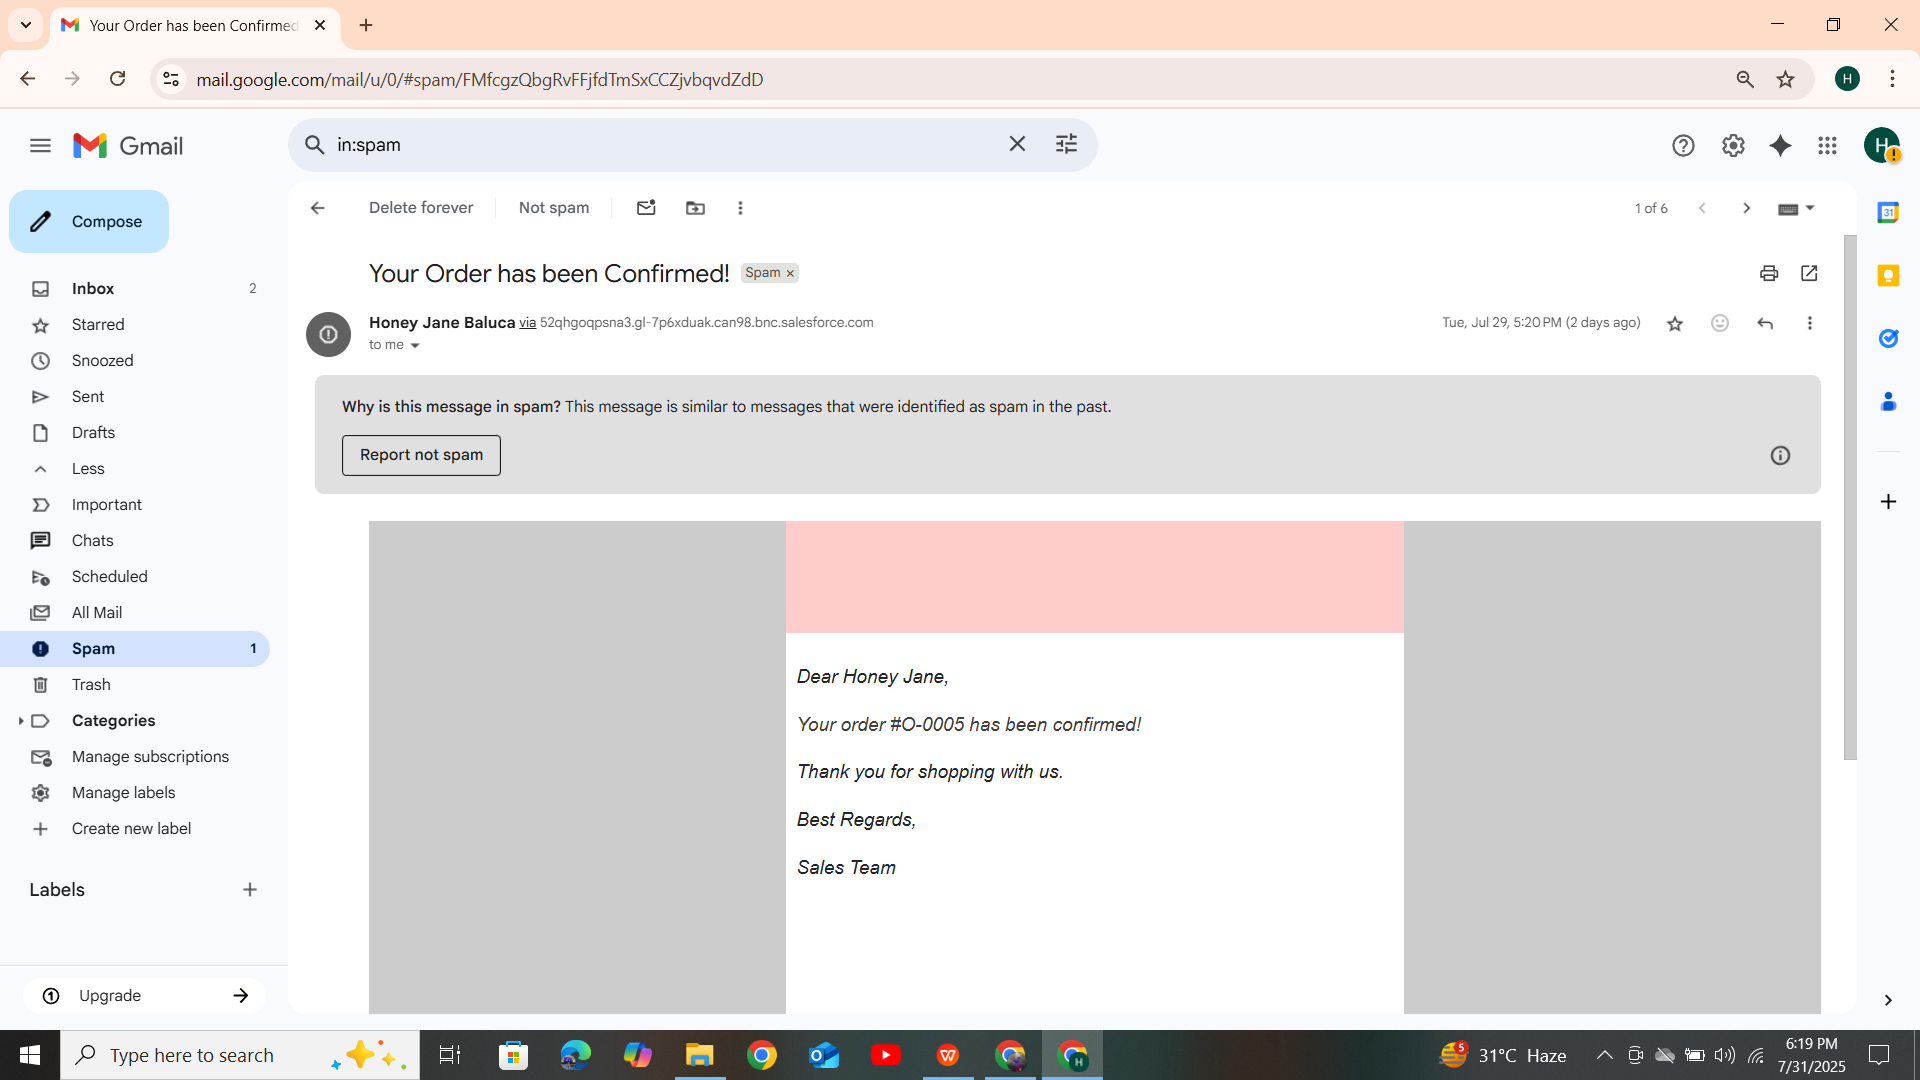 Your Order has been Confirmed
mail.google.com/mail/u/0/#spam/FMfcgzQbgRvFFjfdTmSxCCZjvbqvdZdD
H
Gmail
in:spam
H
Compose
Delete forever
Not spam
1 of 6
Your Order has been Confirmed!
Spam ×
Honey Jane Baluca via 52qhgoqpsna3.gl-7p6xduak.can98.bnc.salesforce.com
Tue, Jul 29, 5:20 PM (2 days ago)
to me
Why is this message in spam? This message is similar to messages that were identified as spam in the past.
Report not spam
Inbox 2
Starred
Snoozed
Sent
Drafts
Less
Important
Chats
Scheduled
All Mail
Spam 1
Trash
Categories
Manage subscriptions
Manage labels
Create new label
Labels
Upgrade
Dear Honey Jane,
Your order #O-0005 has been confirmed!
Thank you for shopping with us.
Best Regards,
Sales Team
31
Type here to search
5
31°C Haze
6:19 PM
7/31/2025